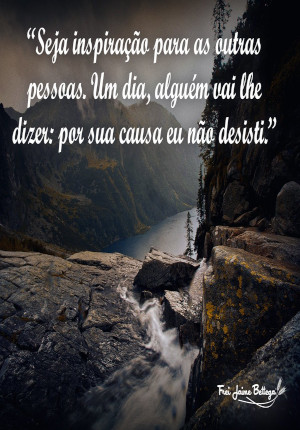 “Seja inspiração para as outras
pessoas. Um dia, alguém vai lhe
dizer: por sua causa eu não desisti.”
Frei Jaime Bettega